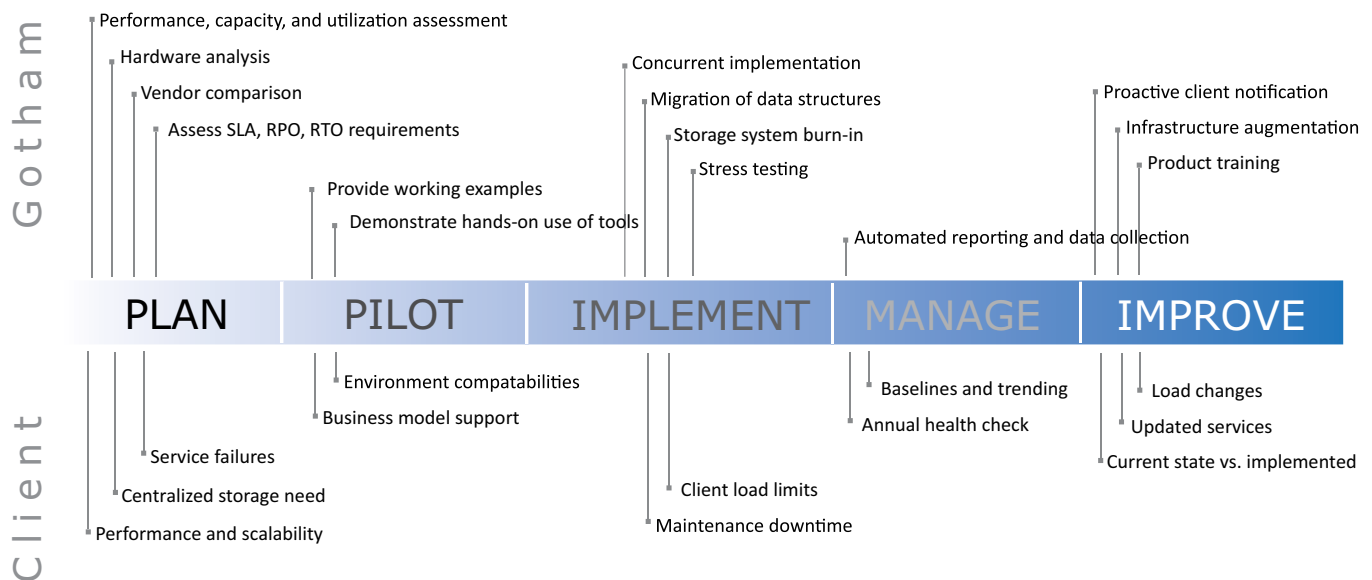 Gotham
Performance, capacity, and utilization assessment
Hardware analysis
Vendor comparison
Assess SLA, RPO, RTO requirements
Provide working examples
Demonstrate hands-on use of tools
Concurrent implementation
Migration of data structures
Storage system burn-in
Stress testing
Automated reporting and data collection
Proactive client notification
Infrastructure augmentation
Product training
PLAN
PILOT
IMPLEMENT
MANAGE
IMPROVE
Client
Service failures
Centralized storage need
Performance and scalability
Environment compatabilities
Business model support
Client load limits
Maintenance downtime
Baselines and trending
Annual health check
Load changes
Updated services
Current state vs. implemented